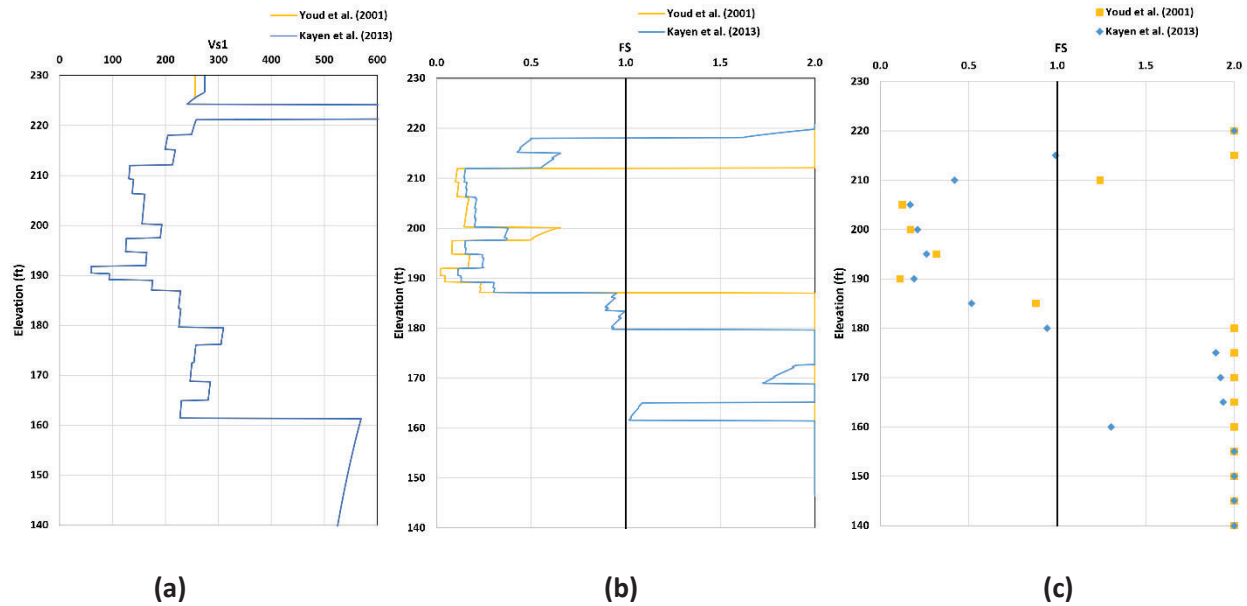 Youd et al. (2001)
Vs1
Kayen et al. (2013)
0 100 200 300 400 500 600
230
220
210
200
190
180
170
160
150
140
Elevation (ft)
(a)
Youd et al. (2001)
Kayen et al. (2013)
FS
0.0 0.5 1.0 1.5 2.0
230
220
210
200
190
180
170
160
150
140
Elevation (ft)
(b)
Youd et al. (2001)
Kayen et al. (2013)
FS
0.0 0.5 1.0 1.5 2.0
230
220
210
200
190
180
170
160
150
140
Elevation (ft)
(c)